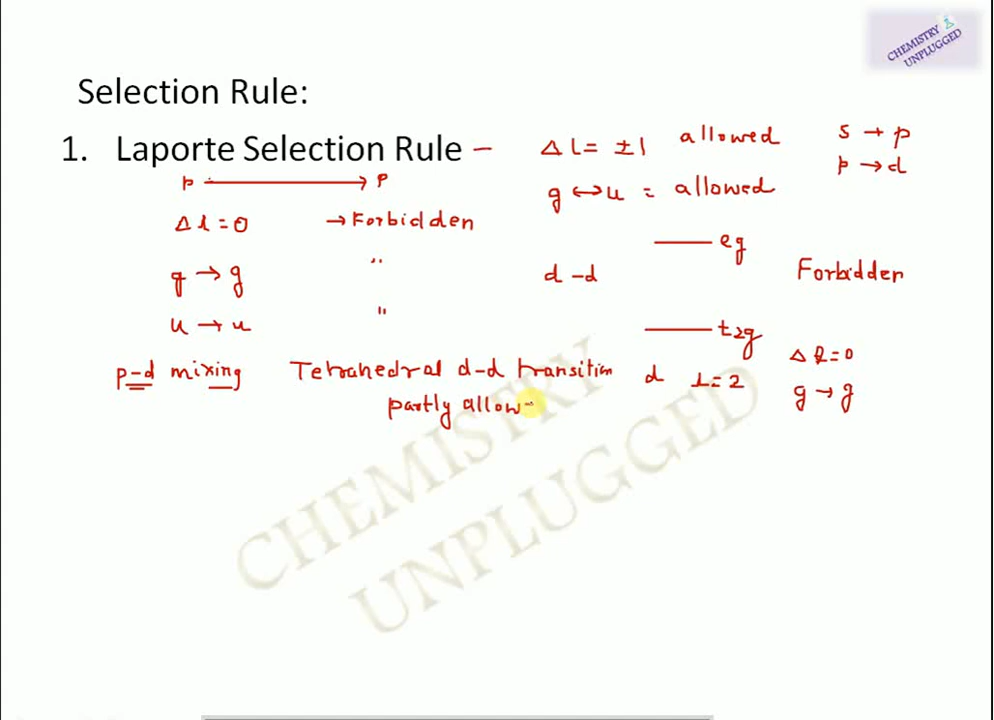 CHEMISTRY
UNPLUGGED
Selection Rule:
1. Laporte Selection Rule – Δl = ±1 allowed s → p
p → d
p → p
g ↔ u = allowed
Δl = 0 → Forbidden
eg
g → g " d-d Forbidden
u → u "
t2g
Δl = 0
p-d mixing Tetrahedral d-d transition d l = 2
g → g
partly allow
CHEMISTRY
UNPLUGGED